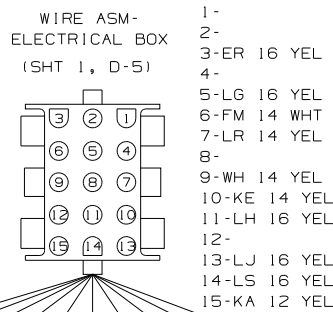 WIRE ASM-
ELECTRICAL BOX
(SHT 1, D-5)
3 2 1
6 5 4
9 8 7
12 11 10
15 14 13
1-
2-
3-ER 16 YEL
4-
5-LG 16 YEL
6-FM 14 WHT
7-LR 14 YEL
8-
9-WH 14 YEL
10-KE 14 YEL
11-LH 16 YEL
12-
13-LJ 16 YEL
14-LS 16 YEL
15-KA 12 YEL